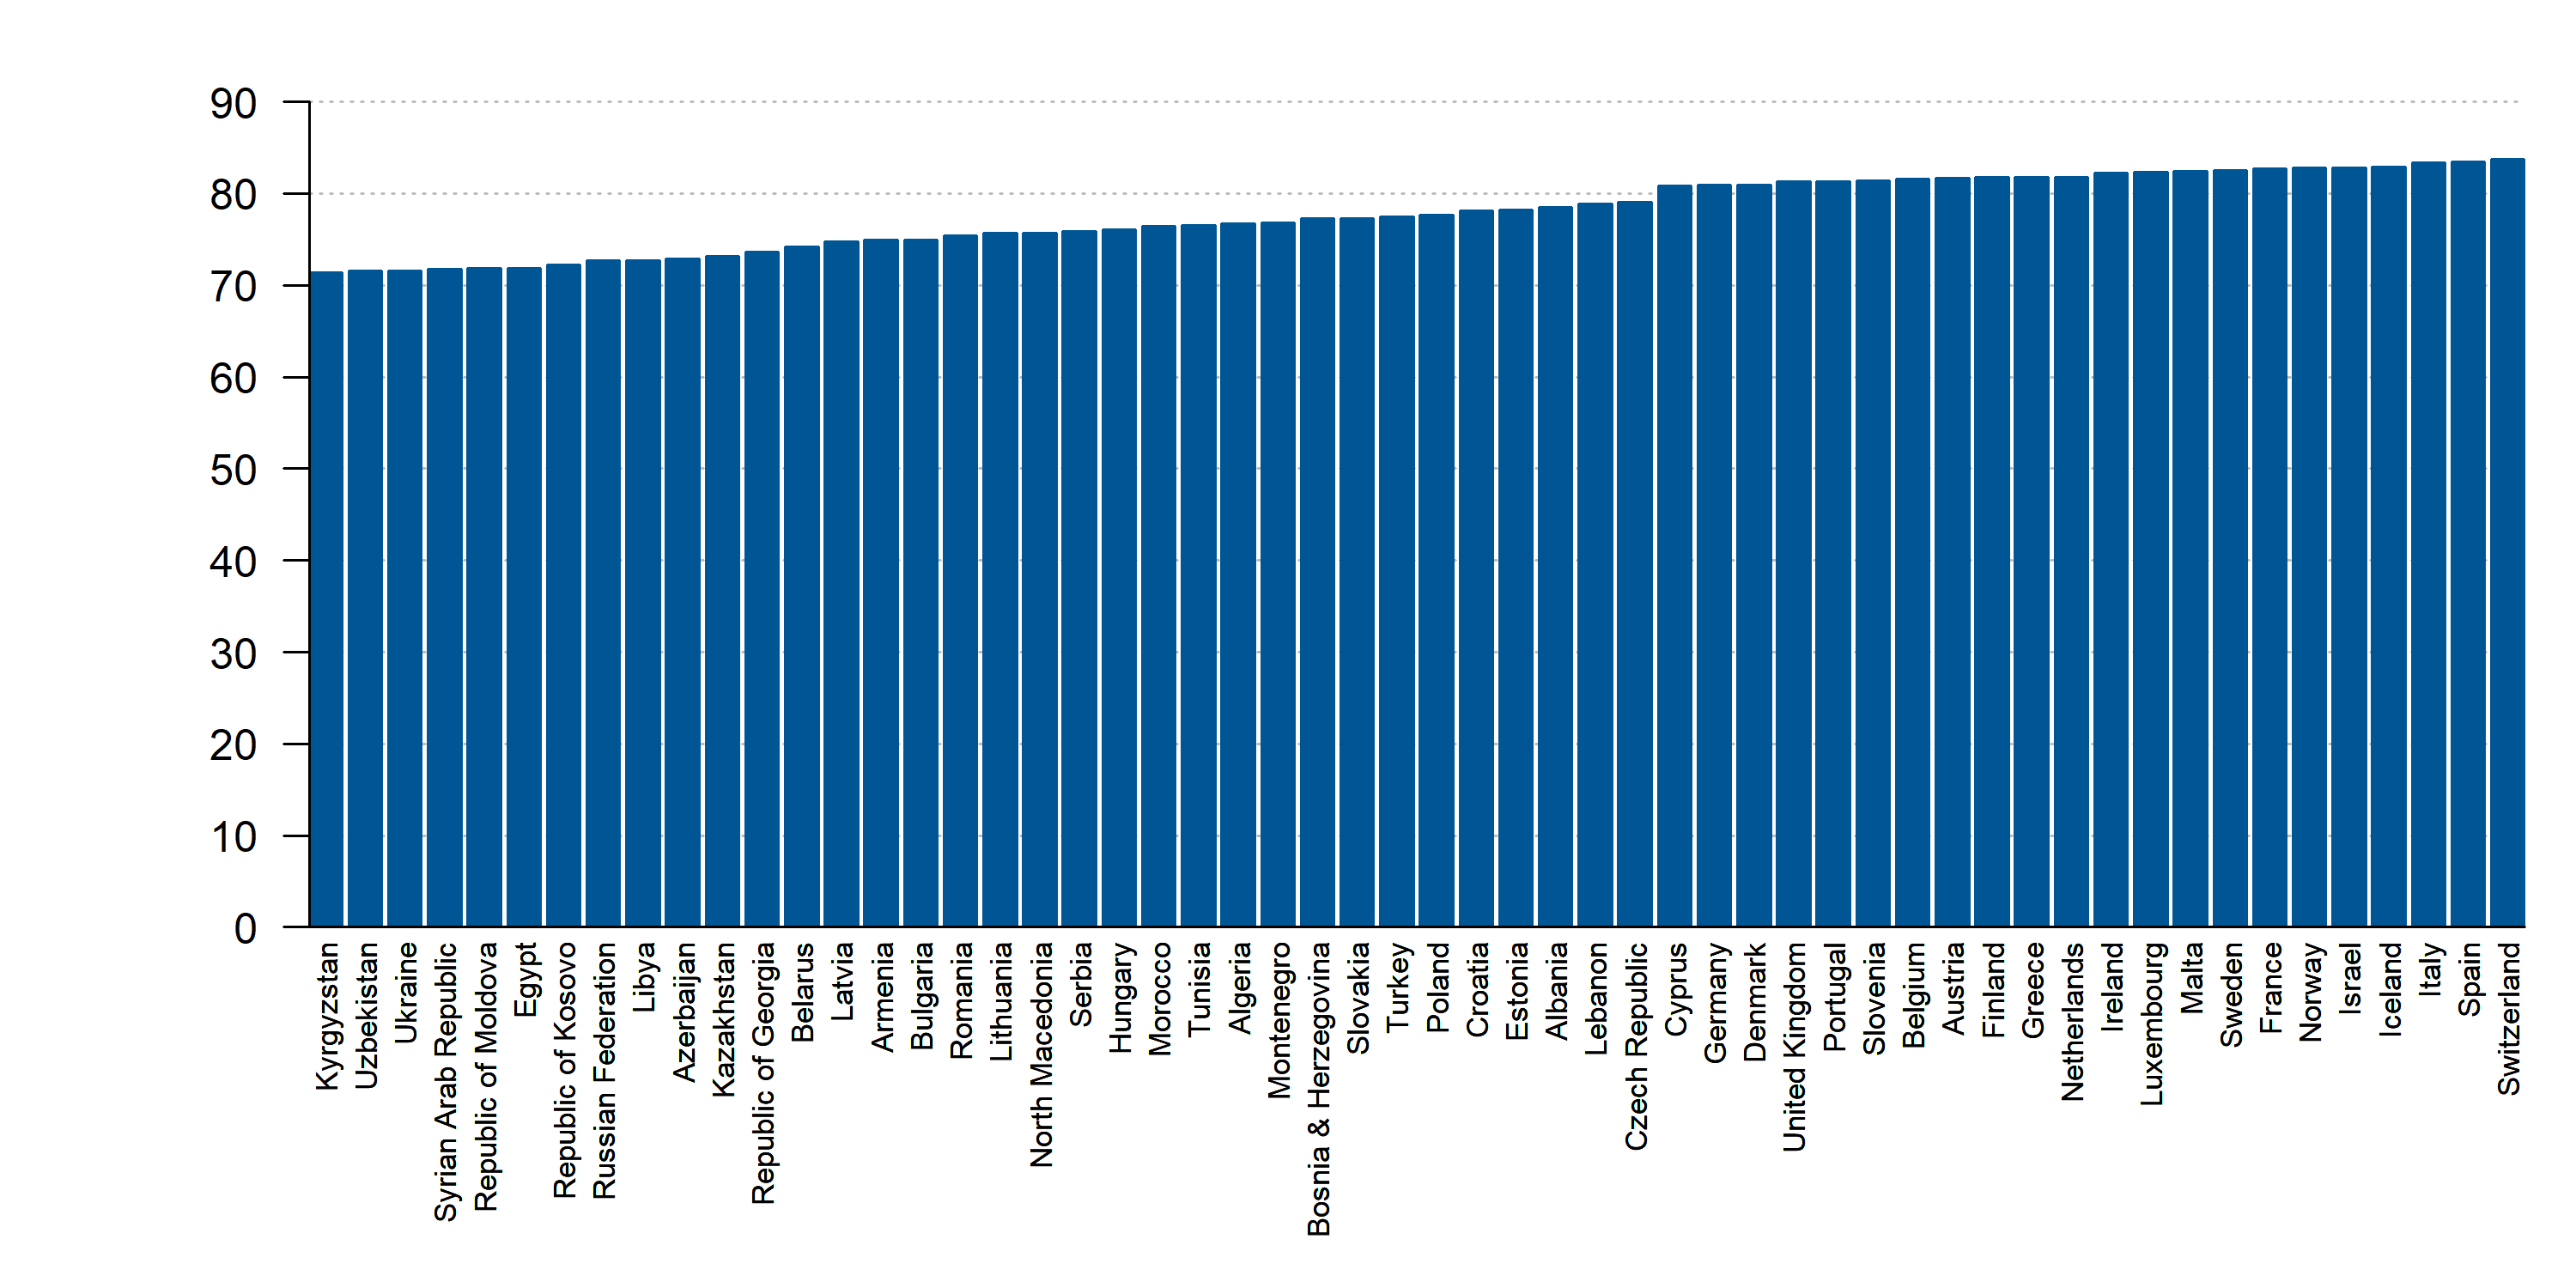 90
80
70
60
50
40
30
20
10
0
Kyrgyzstan
Uzbekistan
Ukraine
Syrian Arab Republic
Republic of Moldova
Egypt
Republic of Kosovo
Russian Federation
Libya
Azerbaijan
Kazakhstan
Republic of Georgia
Belarus
Latvia
Armenia
Bulgaria
Romania
Lithuania
North Macedonia
Serbia
Hungary
Morocco
Tunisia
Algeria
Montenegro
Bosnia & Herzegovina
Slovakia
Turkey
Poland
Croatia
Estonia
Albania
Lebanon
Czech Republic
Cyprus
Germany
Denmark
United Kingdom
Portugal
Slovenia
Belgium
Austria
Finland
Greece
Netherlands
Ireland
Luxembourg
Malta
Sweden
France
Norway
Israel
Iceland
Italy
Spain
Switzerland